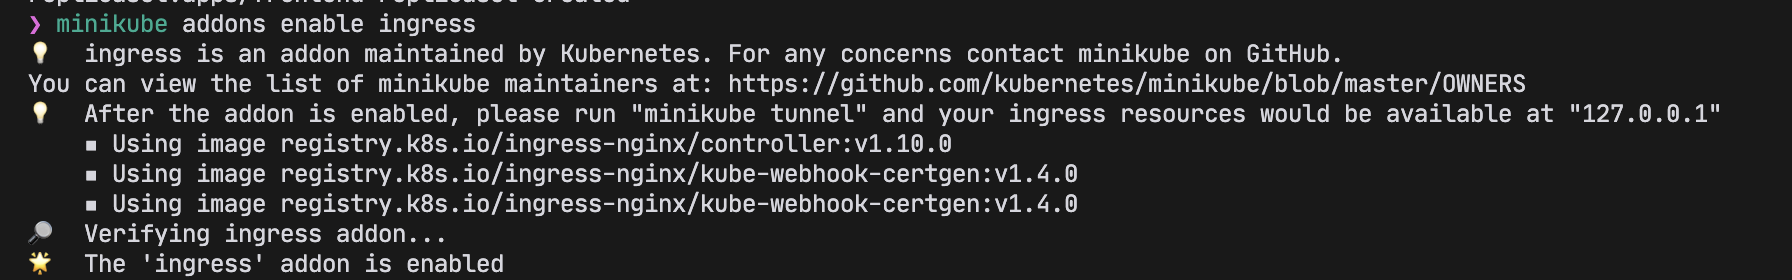 ❯ minikube addons enable ingress
💡 ingress is an addon maintained by Kubernetes. For any concerns contact minikube on GitHub.
You can view the list of minikube maintainers at: https://github.com/kubernetes/minikube/blob/master/OWNERS
💡 After the addon is enabled, please run "minikube tunnel" and your ingress resources would be available at "127.0.0.1"
▪ Using image registry.k8s.io/ingress-nginx/controller:v1.10.0
▪ Using image registry.k8s.io/ingress-nginx/kube-webhook-certgen:v1.4.0
▪ Using image registry.k8s.io/ingress-nginx/kube-webhook-certgen:v1.4.0
🔎 Verifying ingress addon...
🌟 The 'ingress' addon is enabled